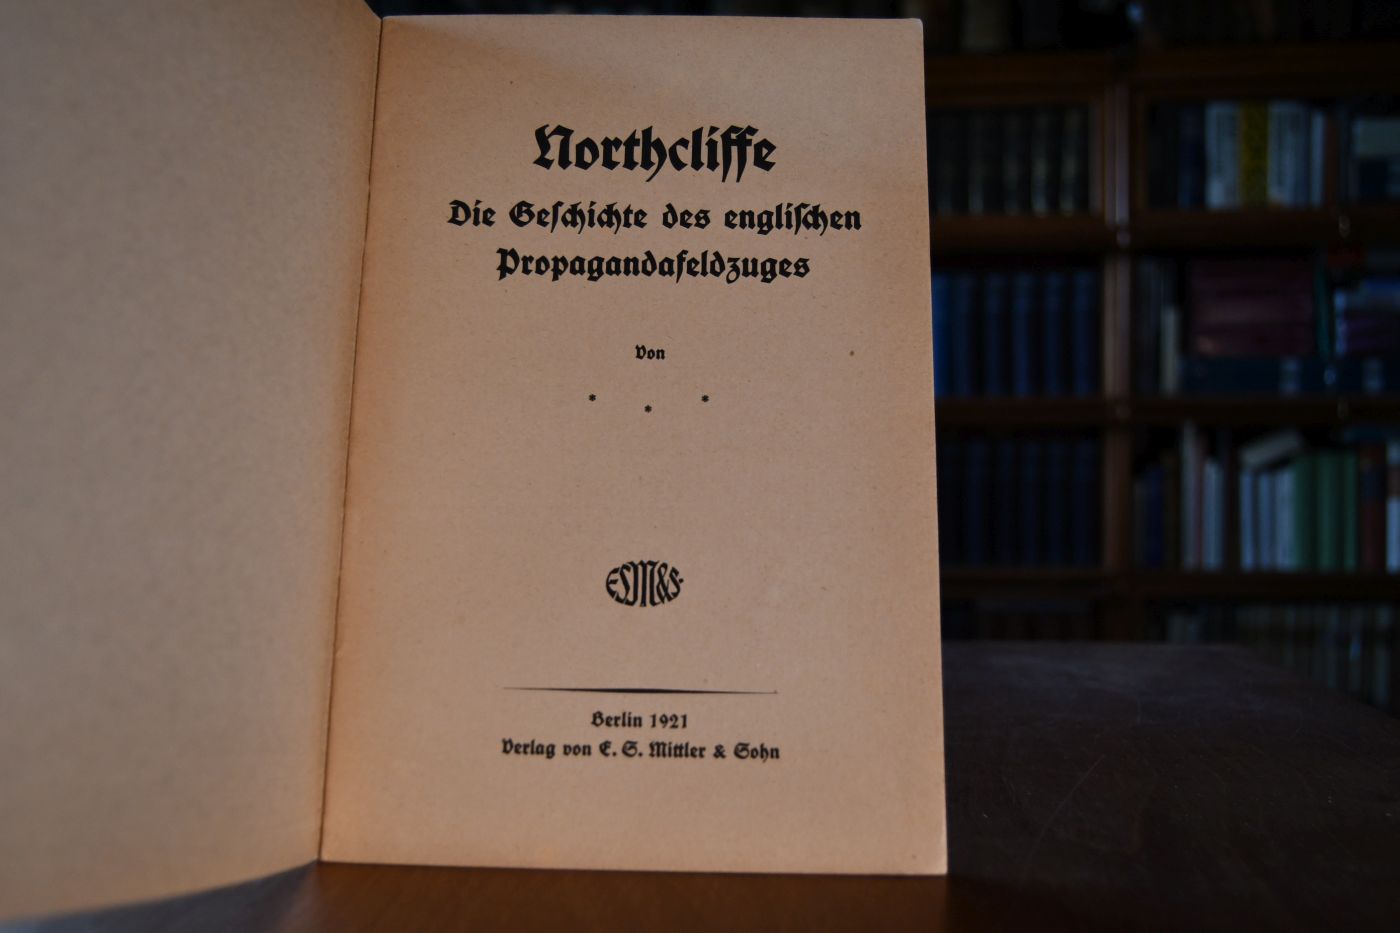 Northcliffe
Die Geſchichte des engliſchen
Propagandafeldzuges
Von
* * *
ESM&S.
Berlin 1921
Verlag von E. S. Mittler & Sohn